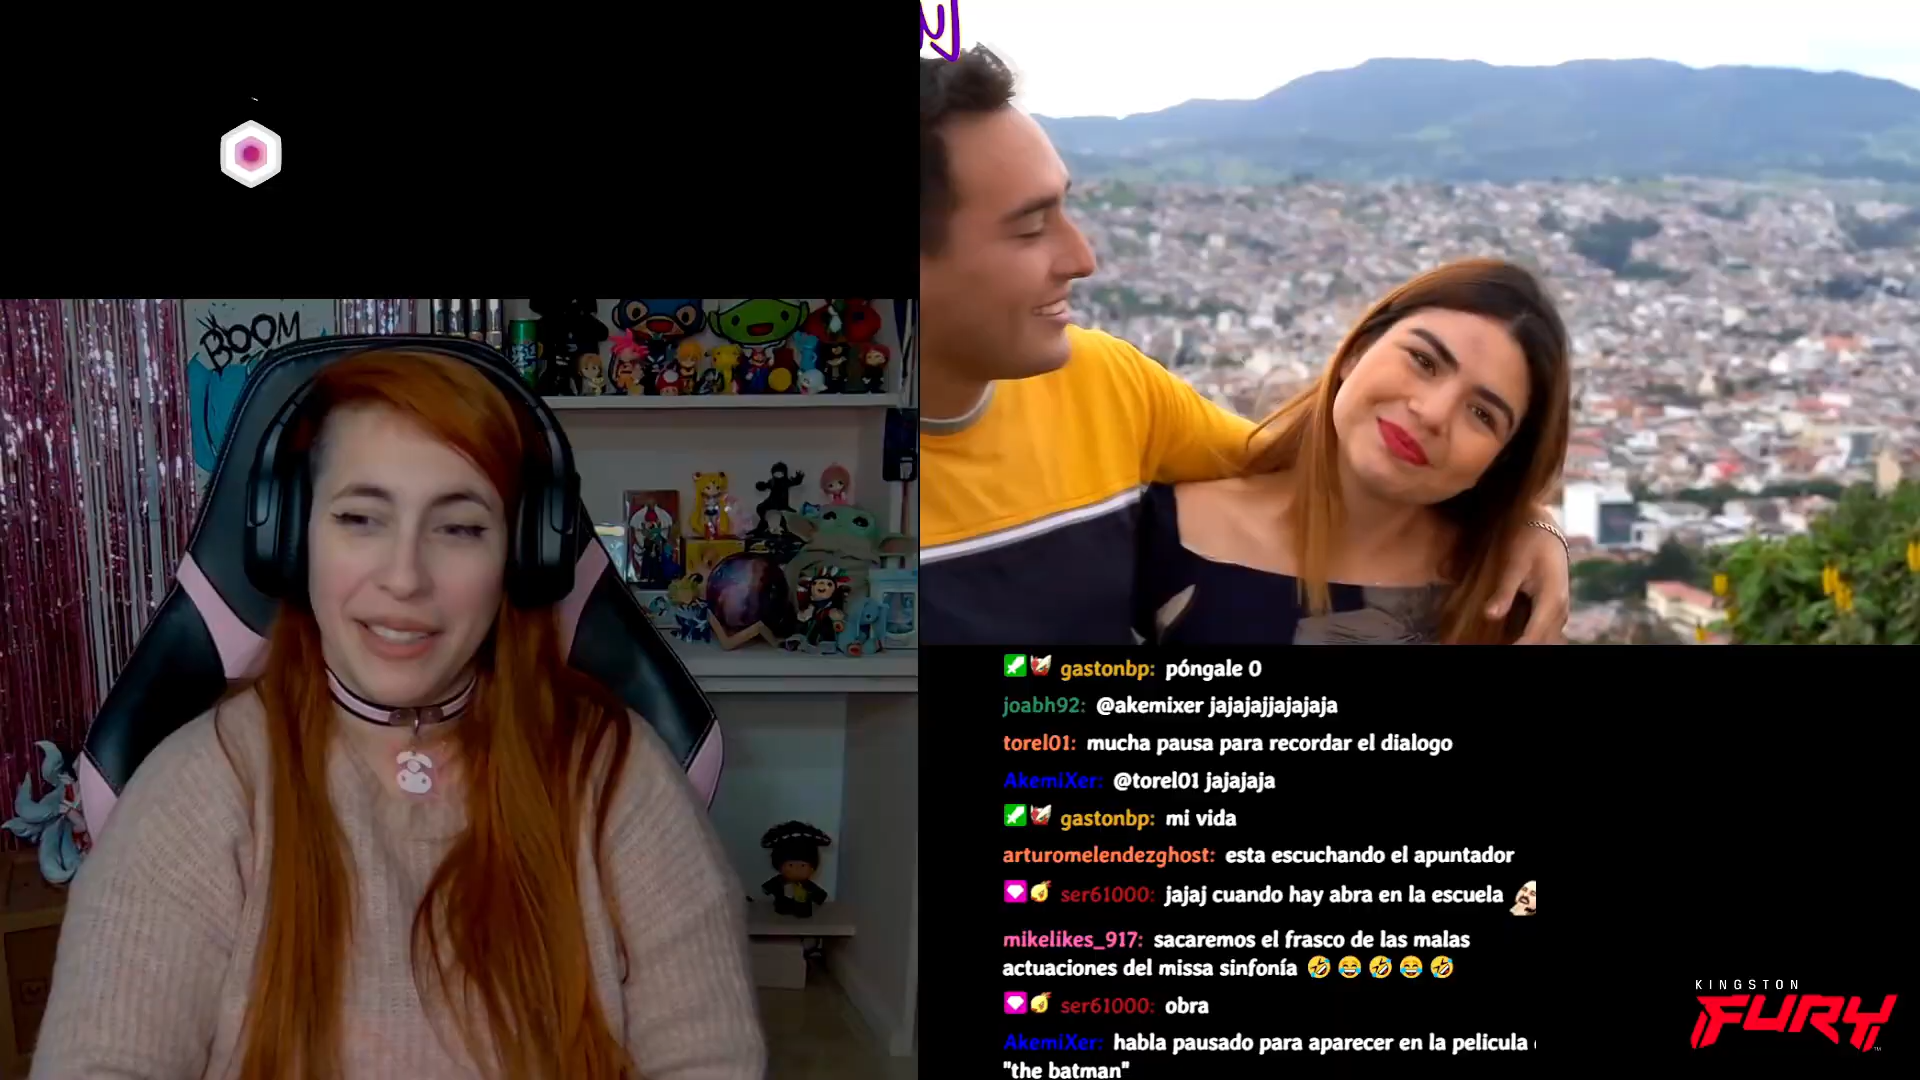 BOOM
gastonbp: póngale 0
joabh92: @akemixer jajajajjajajaja
torel01: mucha pausa para recordar el dialogo
AkemiXer: @torel01 jajajaja
gastonbp: mi vida
arturomelendezghost: esta escuchando el apuntador
ser61000: jajaj cuando hay abra en la escuela
mikelikes_917: sacaremos el frasco de las malas
actuaciones del missa sinfonía 🤣 😂 🤣 😂 🤣
ser61000: obra
AkemiXer: habla pausado para aparecer en la pelicula
"the batman"
KINGSTON
FURY